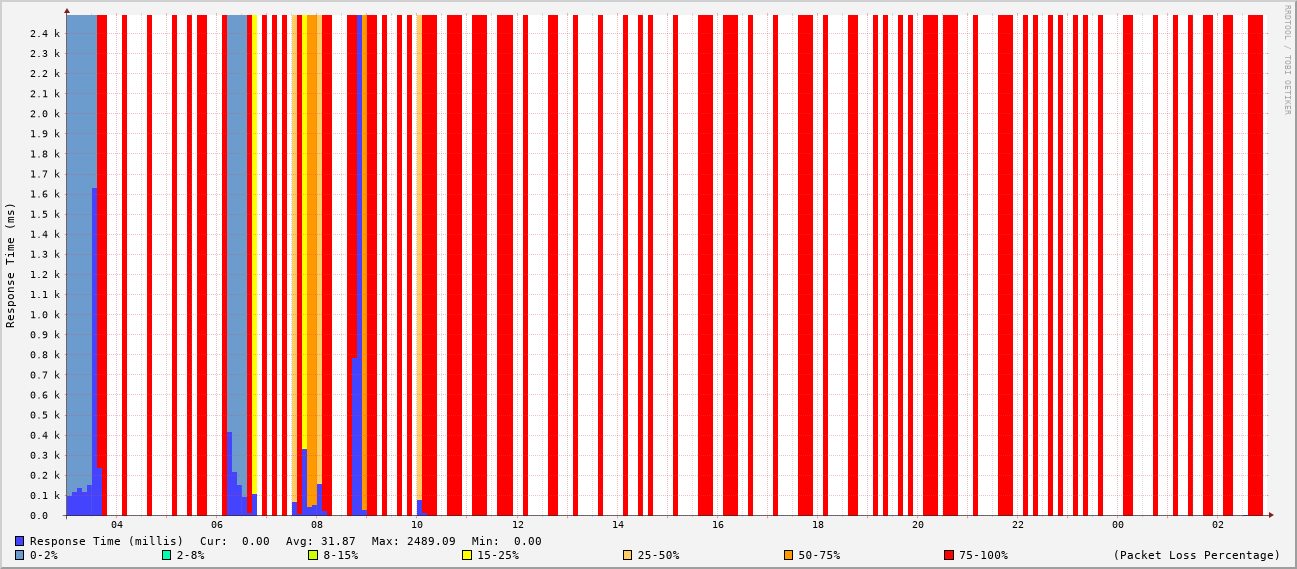 RRDTOOL / TOBI OETIKER
Response Time (ms)
2.4 k
2.3 k
2.2 k
2.1 k
2.0 k
1.9 k
1.8 k
1.7 k
1.6 k
1.5 k
1.4 k
1.3 k
1.2 k
1.1 k
1.0 k
0.9 k
0.8 k
0.7 k
0.6 k
0.5 k
0.4 k
0.3 k
0.2 k
0.1 k
0.0
04 06 08 10 12 14 16 18 20 22 00 02
Response Time (millis) Cur: 0.00 Avg: 31.87 Max: 2489.09 Min: 0.00
0-2% 2-8% 8-15% 15-25% 25-50% 50-75% 75-100% (Packet Loss Percentage)